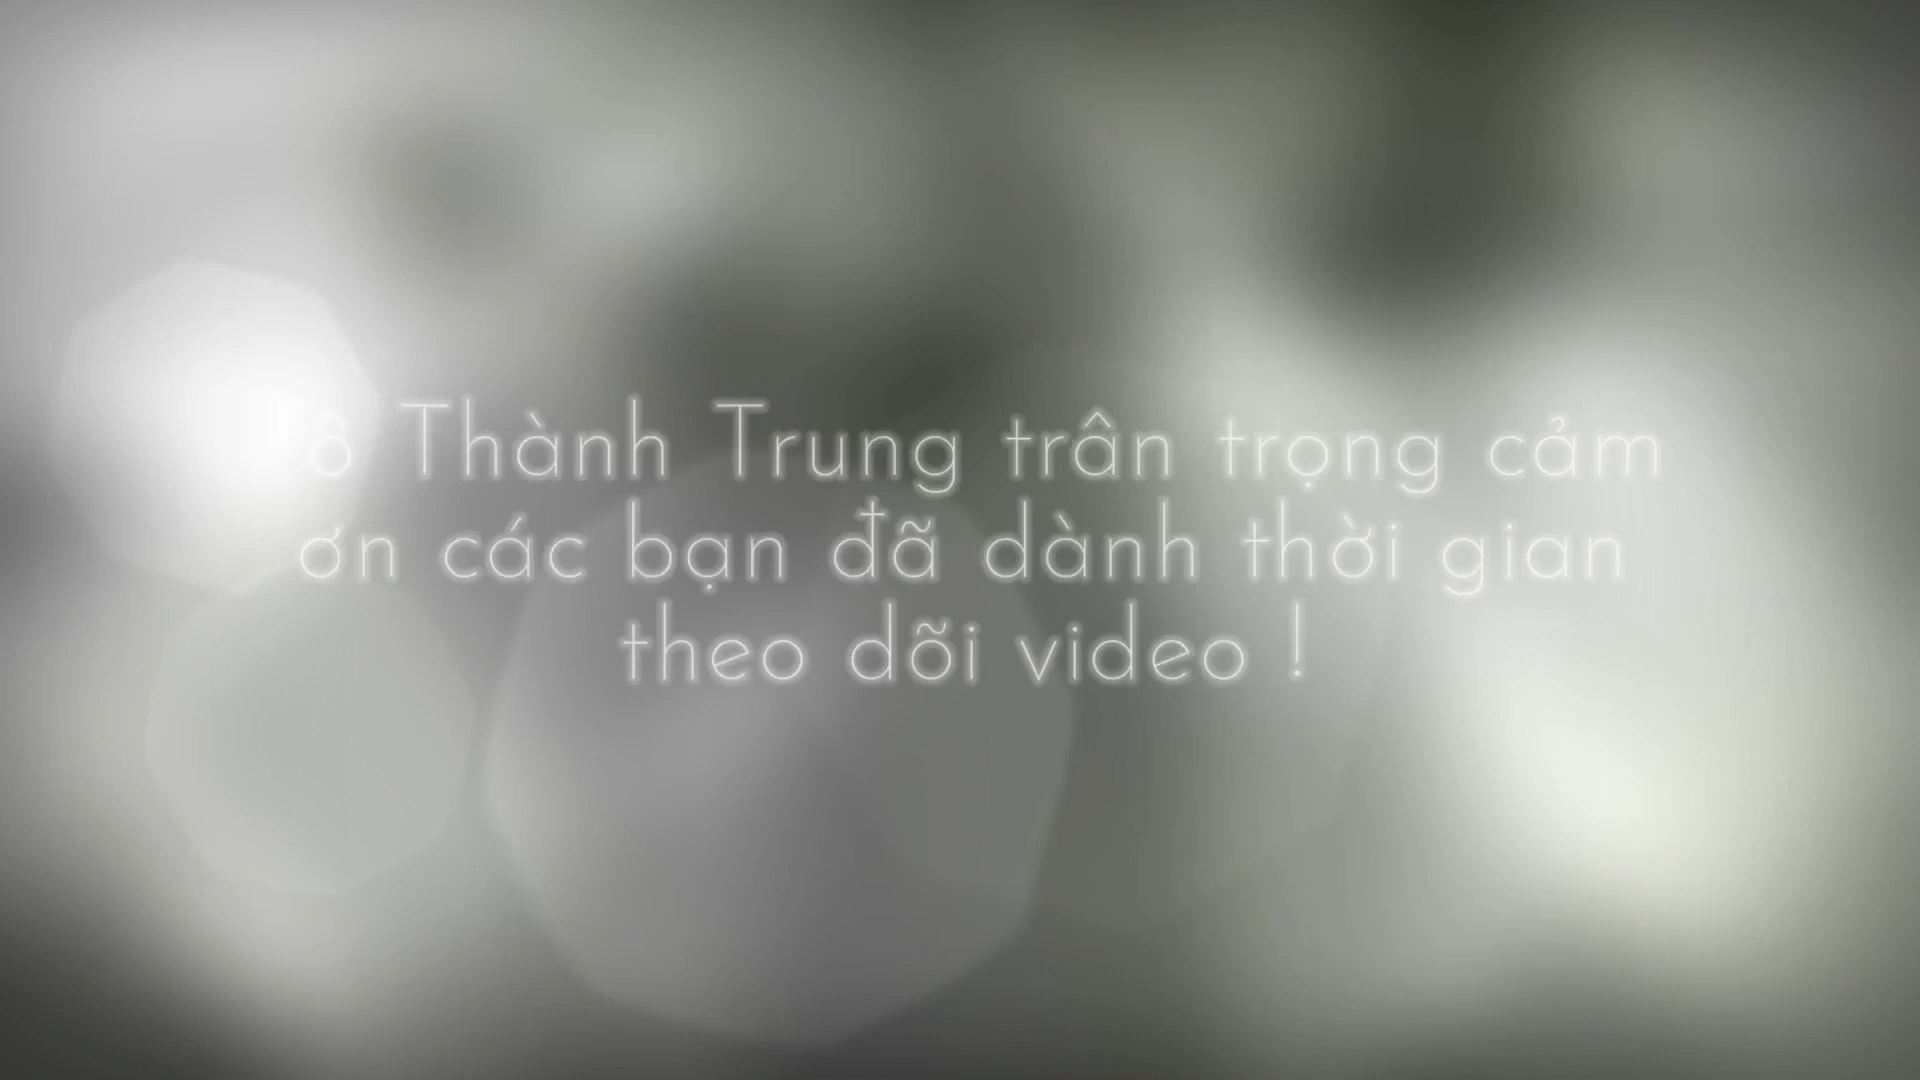 Thành Trung trân trọng cảm
ơn các bạn đã dành thời gian
theo dõi video !